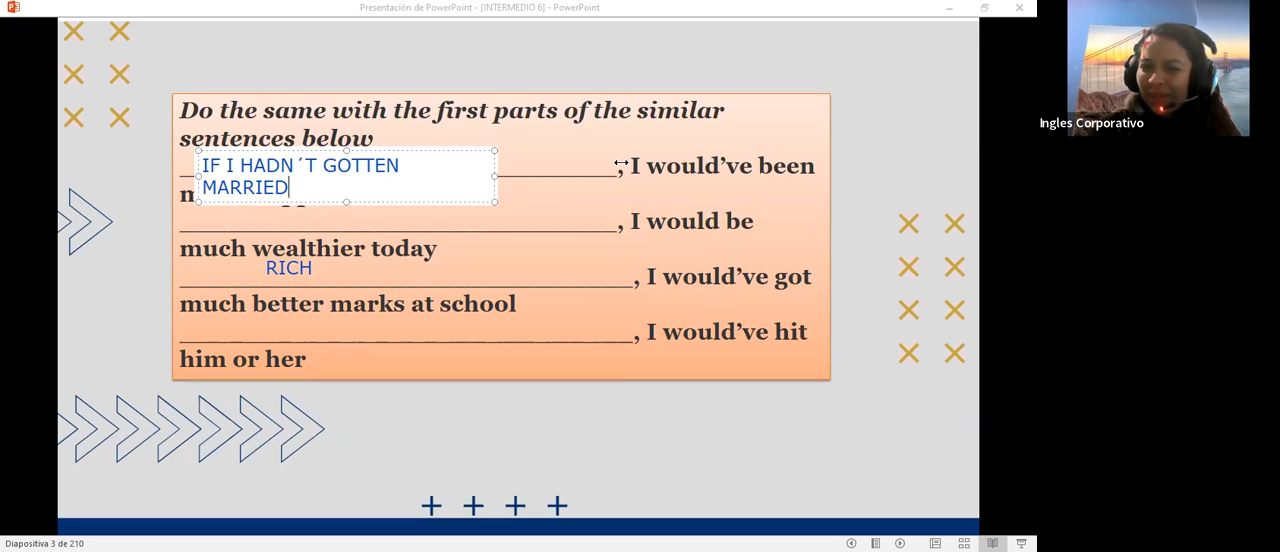 Presentación de PowerPoint - [INTERMEDIO 6] - PowerPoint
Do the same with the first parts of the similar
sentences below
IF I HADN´T GOTTEN
MARRIED
, I would’ve been
, I would be
much wealthier today
RICH
, I would’ve got
much better marks at school
, I would’ve hit
him or her
Ingles Corporativo
Diapositiva 3 de 210